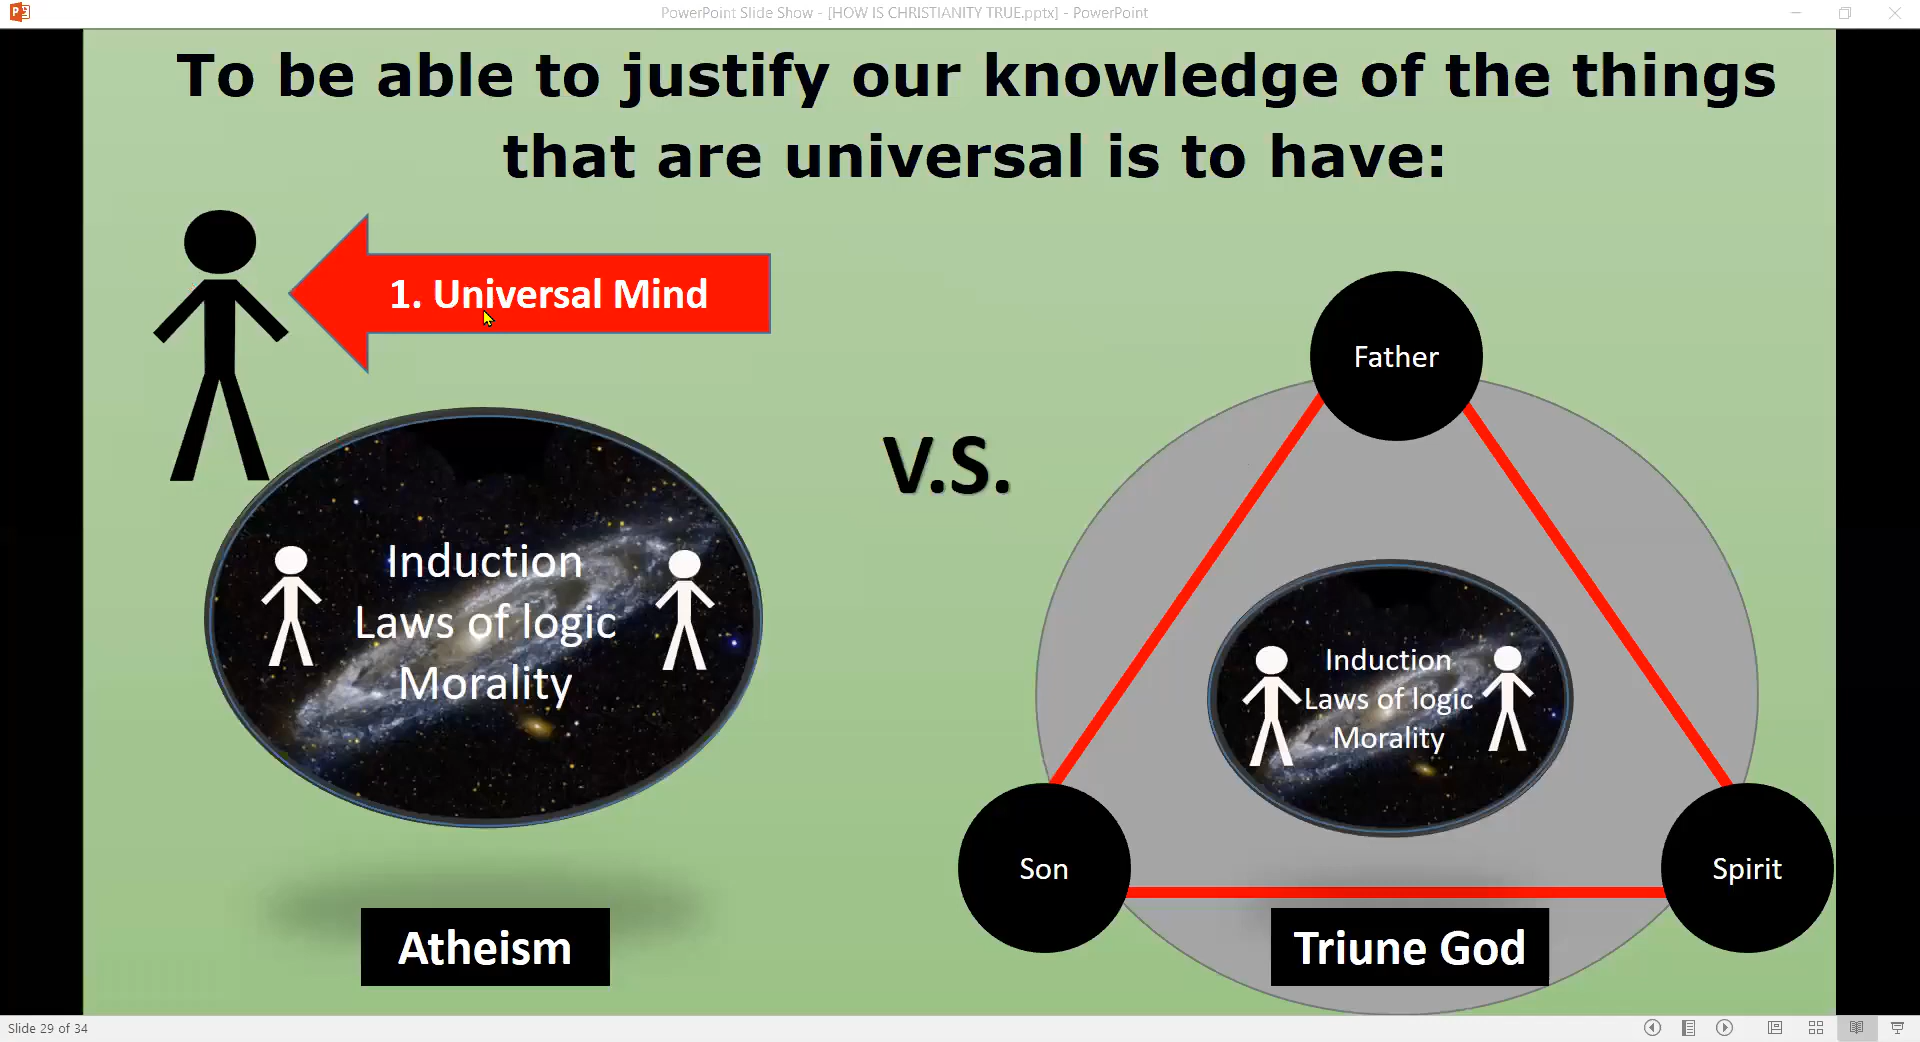 PowerPoint Slide Show - [HOW IS CHRISTIANITY TRUE.pptx] - PowerPoint
To be able to justify our knowledge of the things
that are universal is to have:
1. Universal Mind
Induction
Laws of logic
Morality
Atheism
V.S.
Father
Induction
Laws of logic
Morality
Son
Spirit
Triune God
Slide 29 of 34